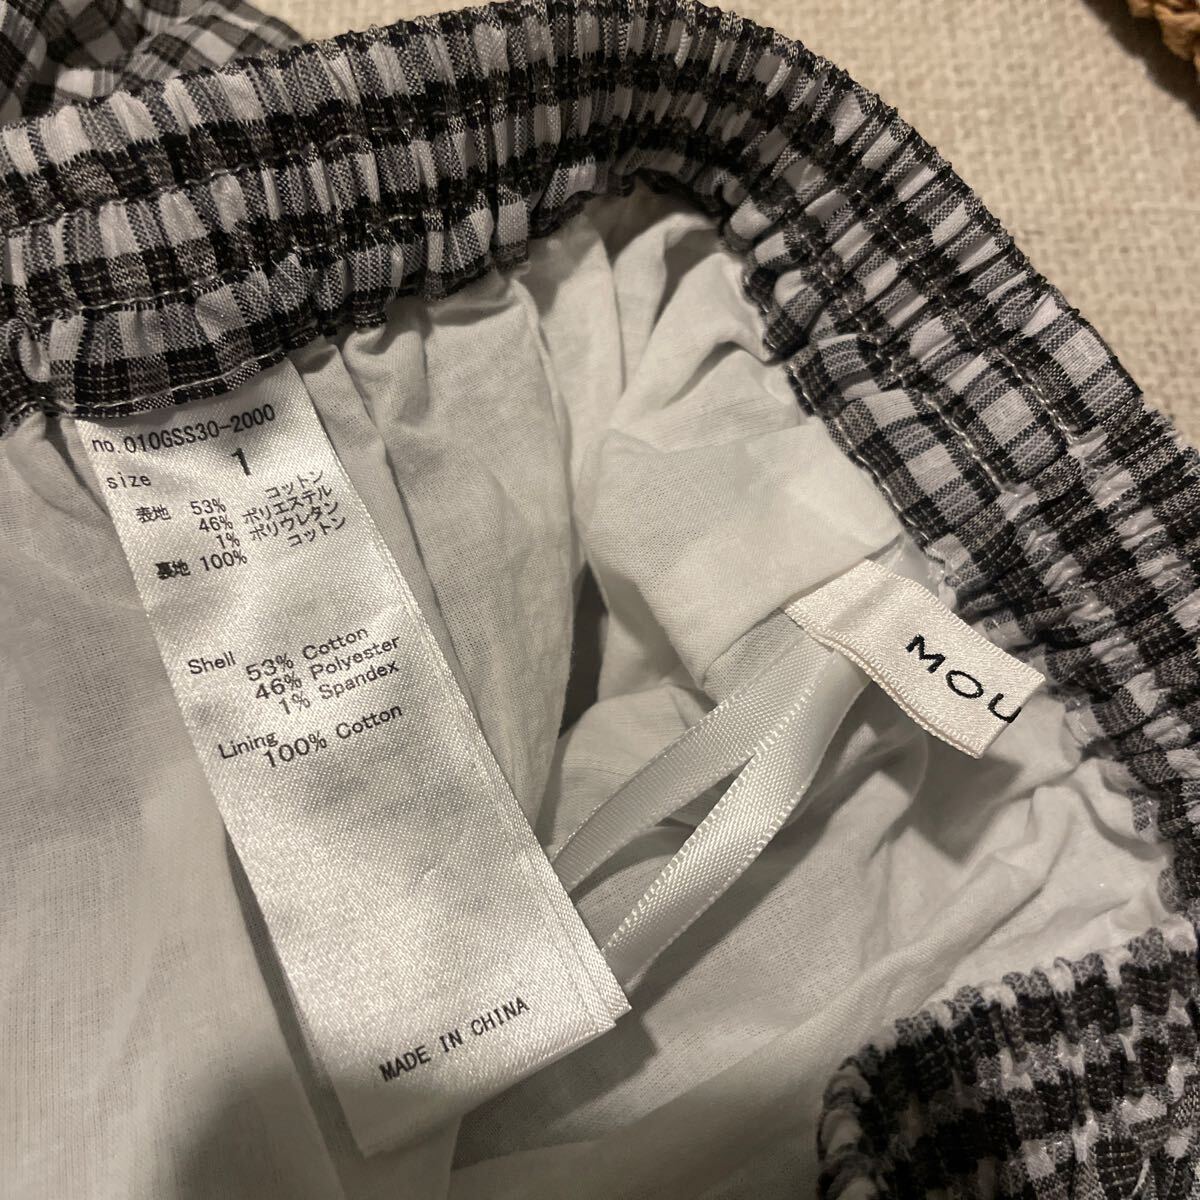 no.010GSS30-2000
size 1
表地 53% コットン
46% ポリエステル
1% ポリウレタン
裏地 100% コットン
Shell 53% Cotton
46% Polyester
1% Spandex
Lining 100% Cotton
MADE IN CHINA
MOU